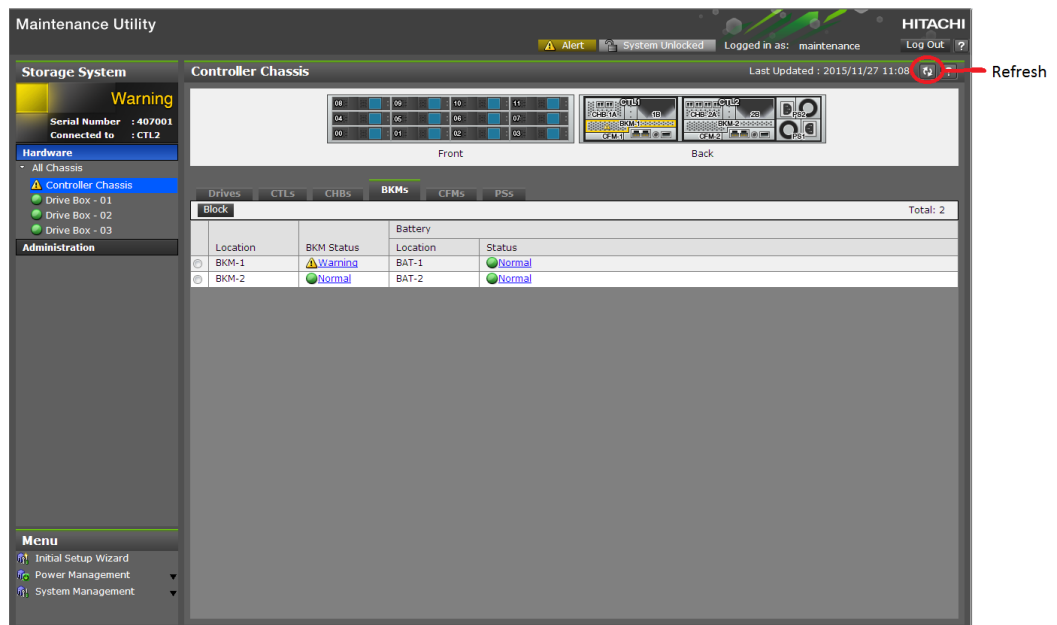 Maintenance Utility
HITACHI
Alert System Unlocked Logged in as: maintenance Log Out ?
Storage System
Warning
Serial Number : 407001
Connected to : CTL2
Hardware
All Chassis
Controller Chassis
Drive Box - 01
Drive Box - 02
Drive Box - 03
Administration
Controller Chassis Last Updated : 2015/11/27 11:08
Refresh
08 09 10 11
04 05 06 07
00 01 02 03
Front
CTL1 CTL2
CHB-1A 1B CHB-2A 2B PS2
BKM-1 BKM-2
CFM-1 CFM-2 PS1
Back
Drives CTLs CHBs BKMs CFMs PSs
Block Total: 2
Battery
Location BKM Status Location Status
BKM-1 Warning BAT-1 Normal
BKM-2 Normal BAT-2 Normal
Menu
Initial Setup Wizard
Power Management
System Management